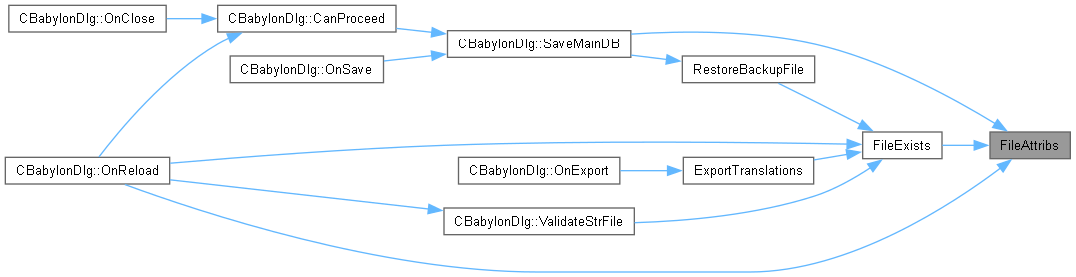 CBabylonDlg::OnClose
CBabylonDlg::CanProceed
CBabylonDlg::SaveMainDB
CBabylonDlg::OnSave
RestoreBackupFile
FileExists
FileAttribs
CBabylonDlg::OnReload
CBabylonDlg::OnExport
ExportTranslations
CBabylonDlg::ValidateStrFile